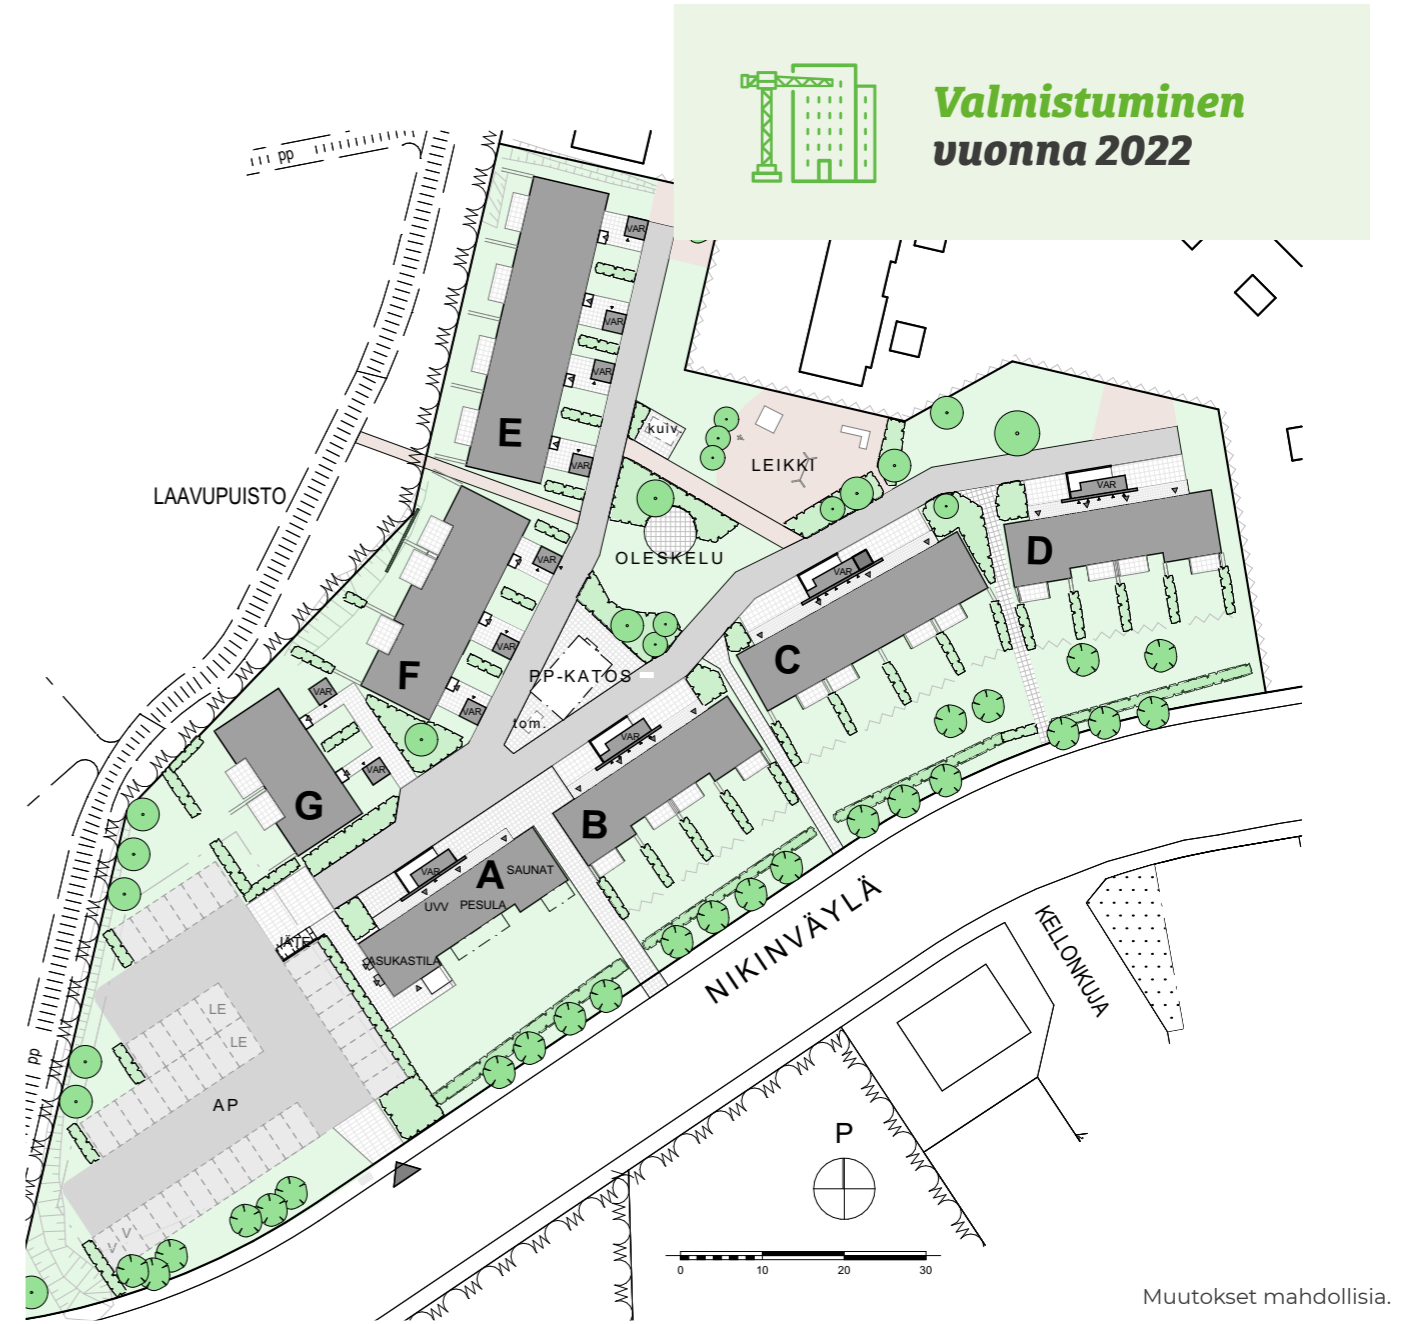 Valmistuminen
vuonna 2022
pp
VAR
VAR
VAR
E
kuiv.
LEIKKI
VAR
VAR
LAAVUPUISTO
D
OLESKELU
VAR
VAR
F
VAR
C
PP-KATOS
VAR
VAR
tom.
VAR
VAR
G
B
A
SAUNAT
VAR
UVV
PESULA
JÄTE
ASUKASTILA
NIKINVÄYLÄ
KELLONKUJA
LE
LE
pp
AP
P
V V
0 10 20 30
Muutokset mahdollisia.